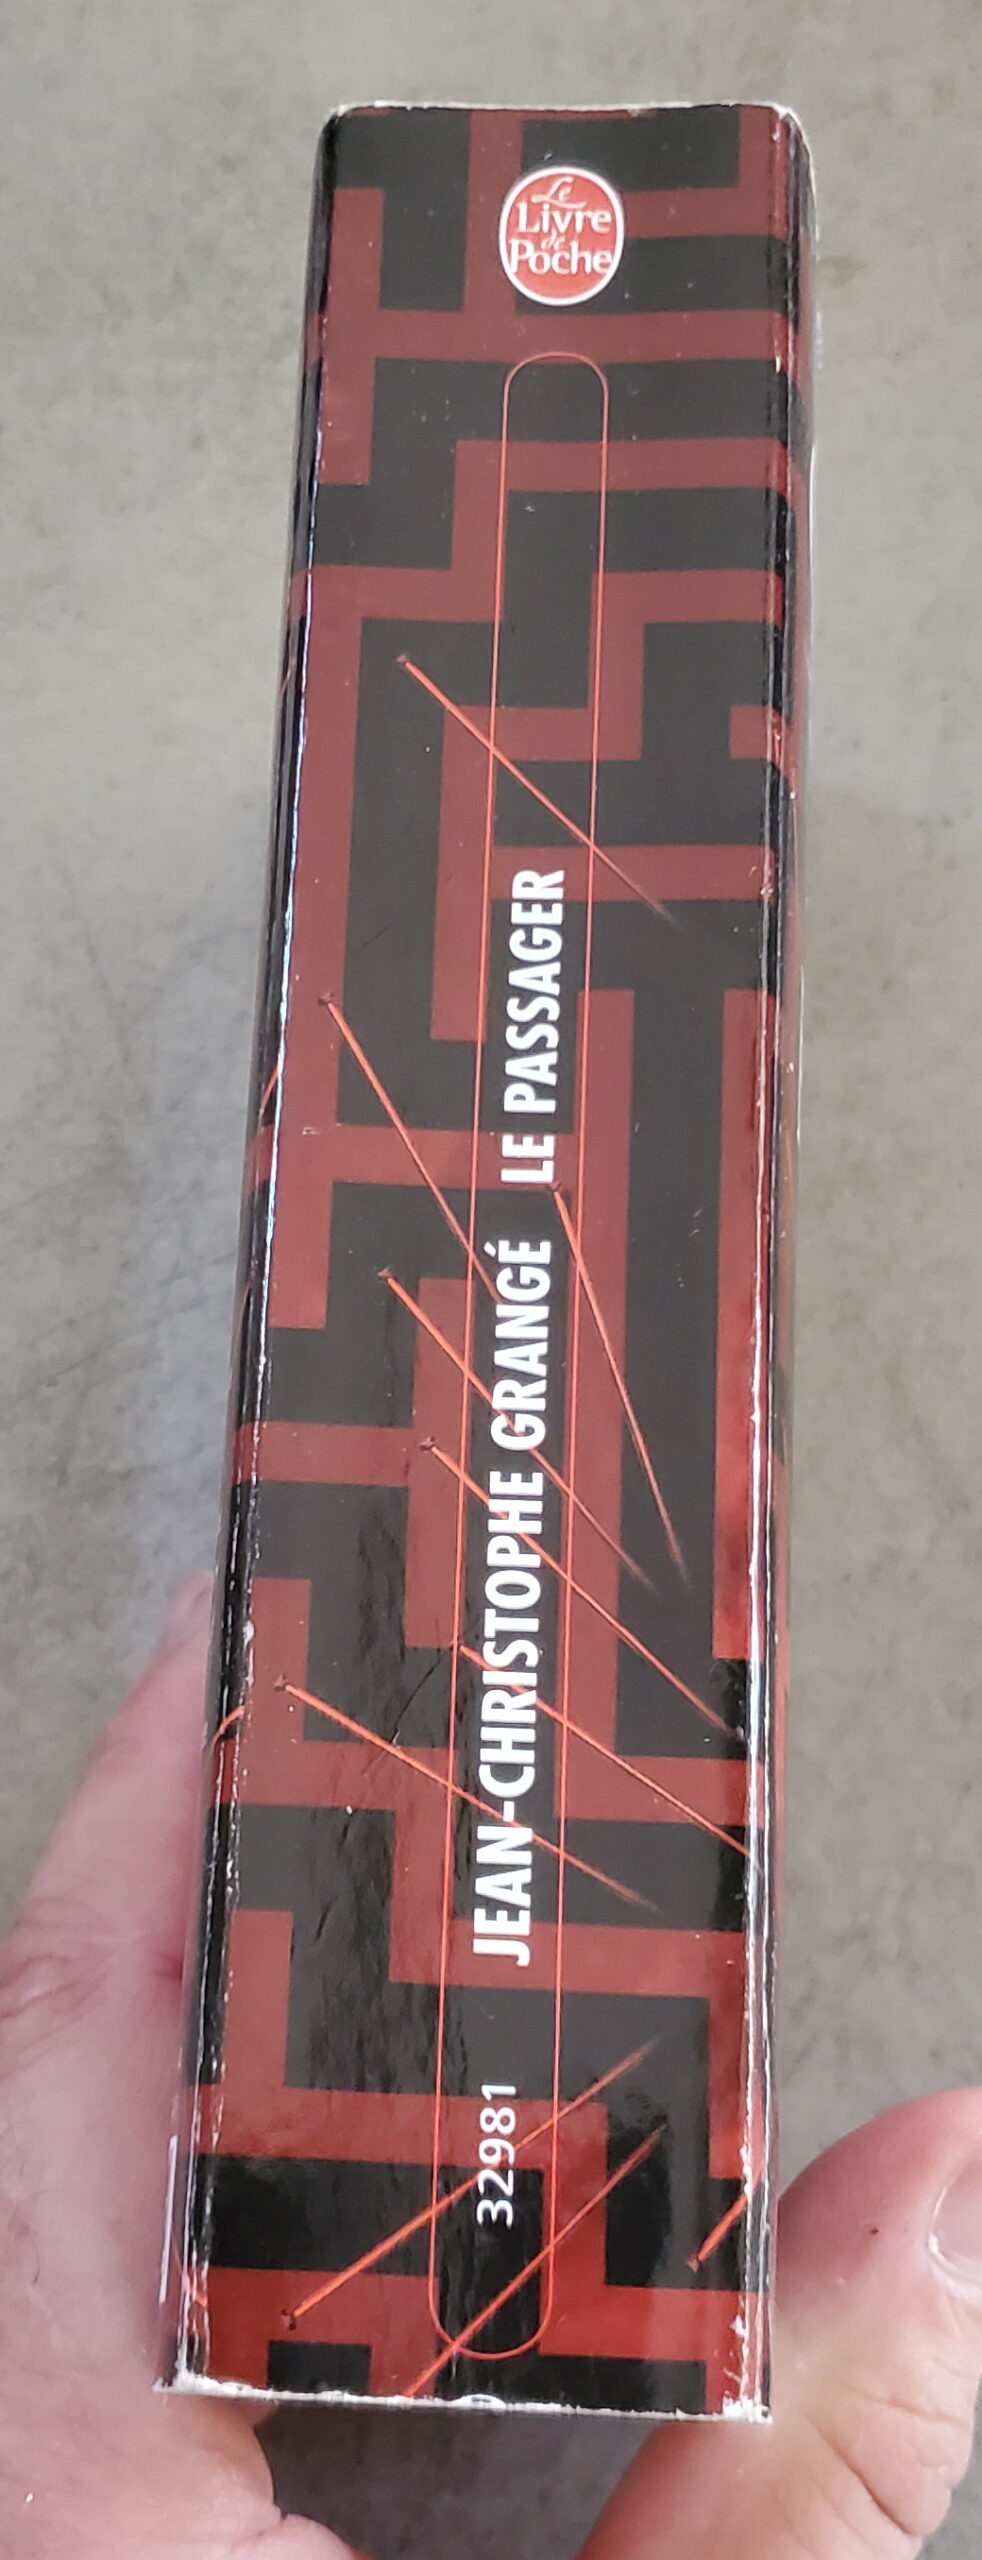 Le
Livre
de
Poche
32981 JEAN-CHRISTOPHE GRANGÉ LE PASSAGER